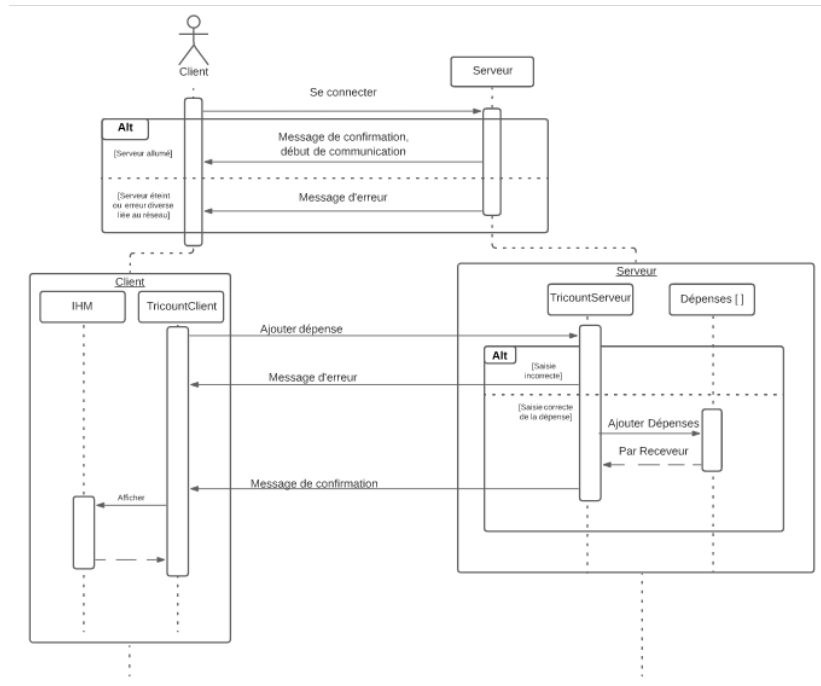 Client
Serveur
Se connecter
Alt
[Serveur allumé]
Message de confirmation,
début de communication
[Serveur éteint
ou erreur diverse
liée au réseau]
Message d'erreur
Client
IHM
TricountClient
Serveur
TricountServeur
Dépenses [ ]
Ajouter dépense
Alt
[Saisie
incorrecte]
Message d'erreur
[Saisie correcte
de la dépense]
Ajouter Dépenses
Par Receveur
Message de confirmation
Afficher